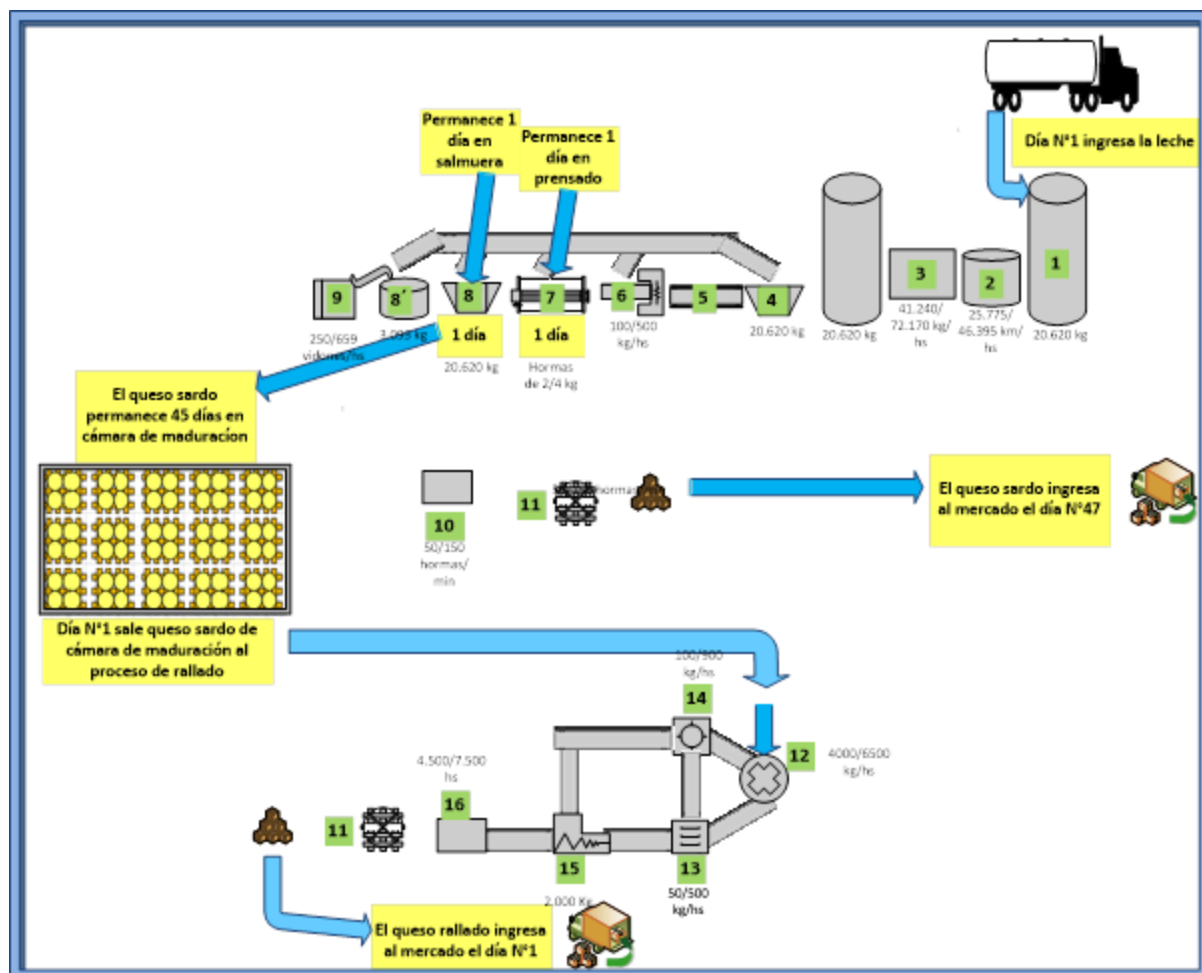 Día N°1 ingresa la leche
Permanece 1
día en
salmuera
Permanece 1
día en
prensado
9
8´
8
7
6
5
4
3
2
1
250/659
3.093 kg
1 día
20.620 kg
1 día
Hormas
de 2/4 kg
100/500
kg/hs
20.620 kg
20.620 kg
41.240/
72.170 kg/
hs
25.775/
46.395 km/
hs
20.620 kg
El queso sardo
permanece 45 días en
cámara de maduracíon
10
50/150
hormas/
min
11
El queso sardo ingresa
al mercado el día N°47
Día N°1 sale queso sardo de
cámara de maduración al
proceso de rallado
100/900
kg/hs
14
12
4000/6500
kg/hs
4.500/7.500
hs
16
11
15
2.000 Kg
13
50/500
kg/hs
El queso rallado ingresa
al mercado el día N°1